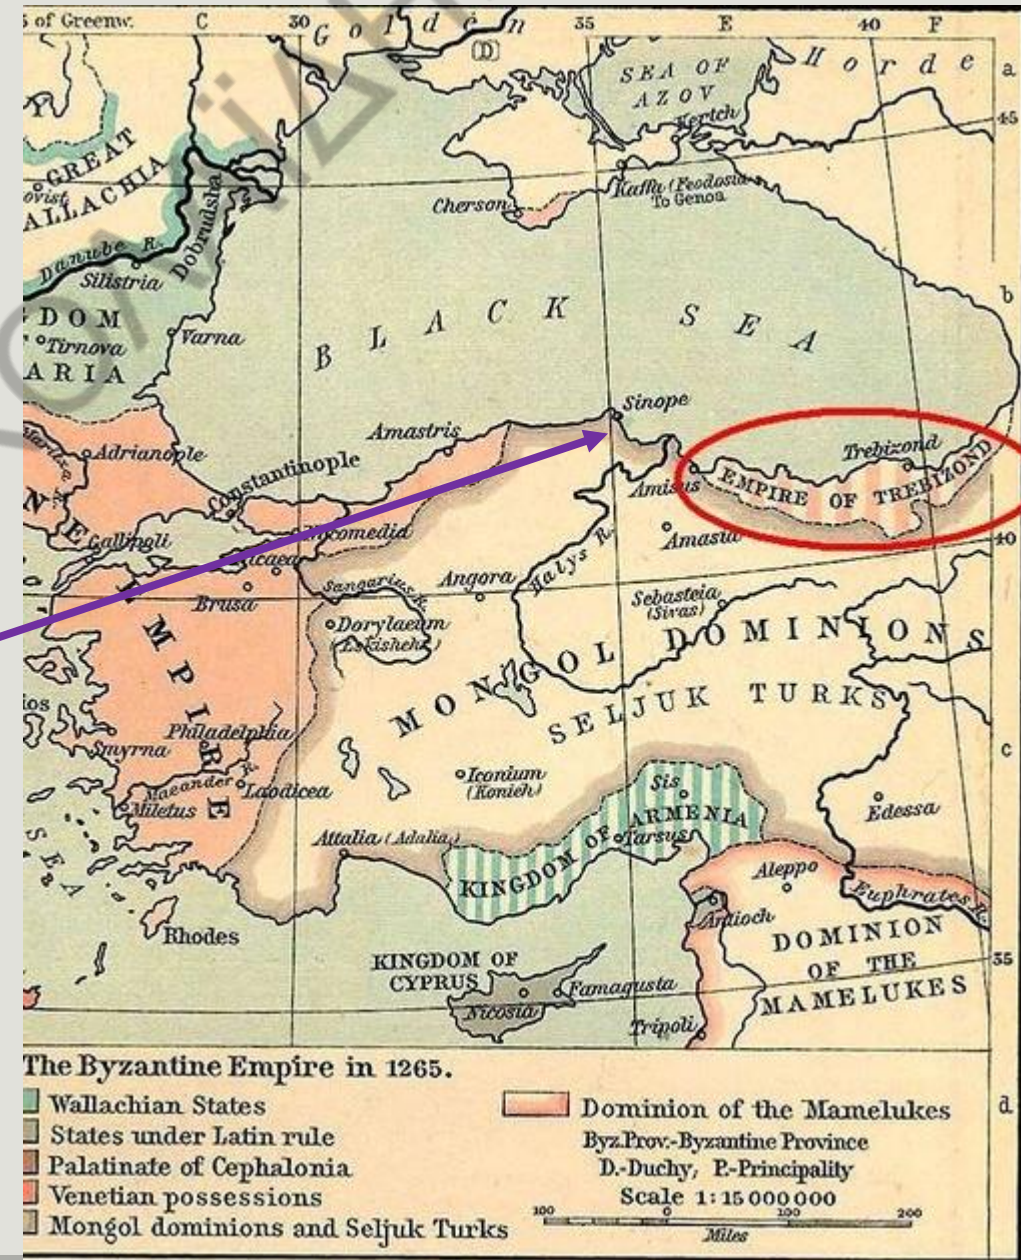 of Greenw. C 30 35 E 40 F
Golden Horde
(D)
a
SEA OF
AZOV
Kertch
45
GREAT
ALLACHIA
Cherson
Kaffa (Feodosia
To Genoa
Dobrudsha
Danube R.
Silistria
b
DOM
Tirnova
ARIA
Varna
BLACK SEA
Sinope
Amastris
Adrianople
Constantinople
Trebizond
EMPIRE OF TREBIZOND
Amisus
Gallipoli
Nicomedia
Amasia
40
Nicaea
Brusa
Sangarius R.
Angora
Halys R.
Sebasteia
(Sivas)
Dorylaeum
(Eskishehr)
MONGOL DOMINIONS
SELJUK TURKS
EMPIRE
Philadelphia
Smyrna
c
Maeander R.
Miletus
Laodicea
Iconium
(Konieh)
Sis
Edessa
Attalia (Adalia)
KINGDOM OF ARMENIA
Tarsus
Aleppo
Euphrates R.
SEA
Rhodes
Antioch
DOMINION
OF THE
MAMELUKES
35
KINGDOM OF
CYPRUS
Famagusta
Nicosia
Tripoli
The Byzantine Empire in 1265.
Wallachian States
States under Latin rule
Palatinate of Cephalonia
Venetian possessions
Mongol dominions and Seljuk Turks
Dominion of the Mamelukes
Byz.Prov.-Byzantine Province
D.-Duchy, P.-Principality
Scale 1:15 000 000
100 0 100 200
Miles
d